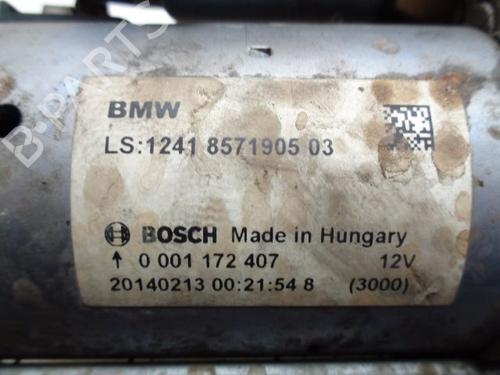 BMW
LS:1241 8571905 03
BOSCH Made in Hungary
↑ 0 001 172 407 12V
20140213 00:21:54 8 (3000)
B-PARTS